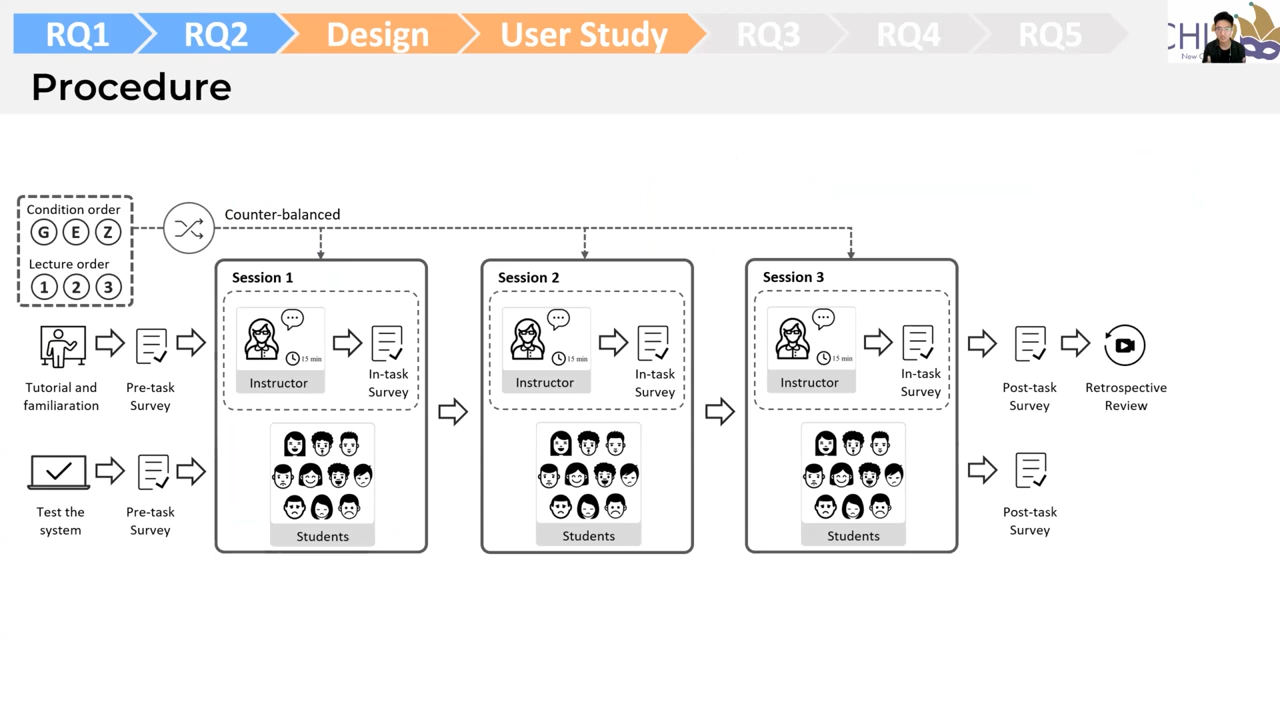 RQ1
RQ2
Design
User Study
RQ3
RQ4
RQ5
CHI
Procedure
Condition order
G E Z
Lecture order
1 2 3
Counter-balanced
Session 1
15 min
Instructor
In-task
Survey
Students
Session 2
15 min
Instructor
In-task
Survey
Students
Session 3
15 min
Instructor
In-task
Survey
Students
Tutorial and
familiaration
Pre-task
Survey
Post-task
Survey
Retrospective
Review
Test the
system
Pre-task
Survey
Post-task
Survey